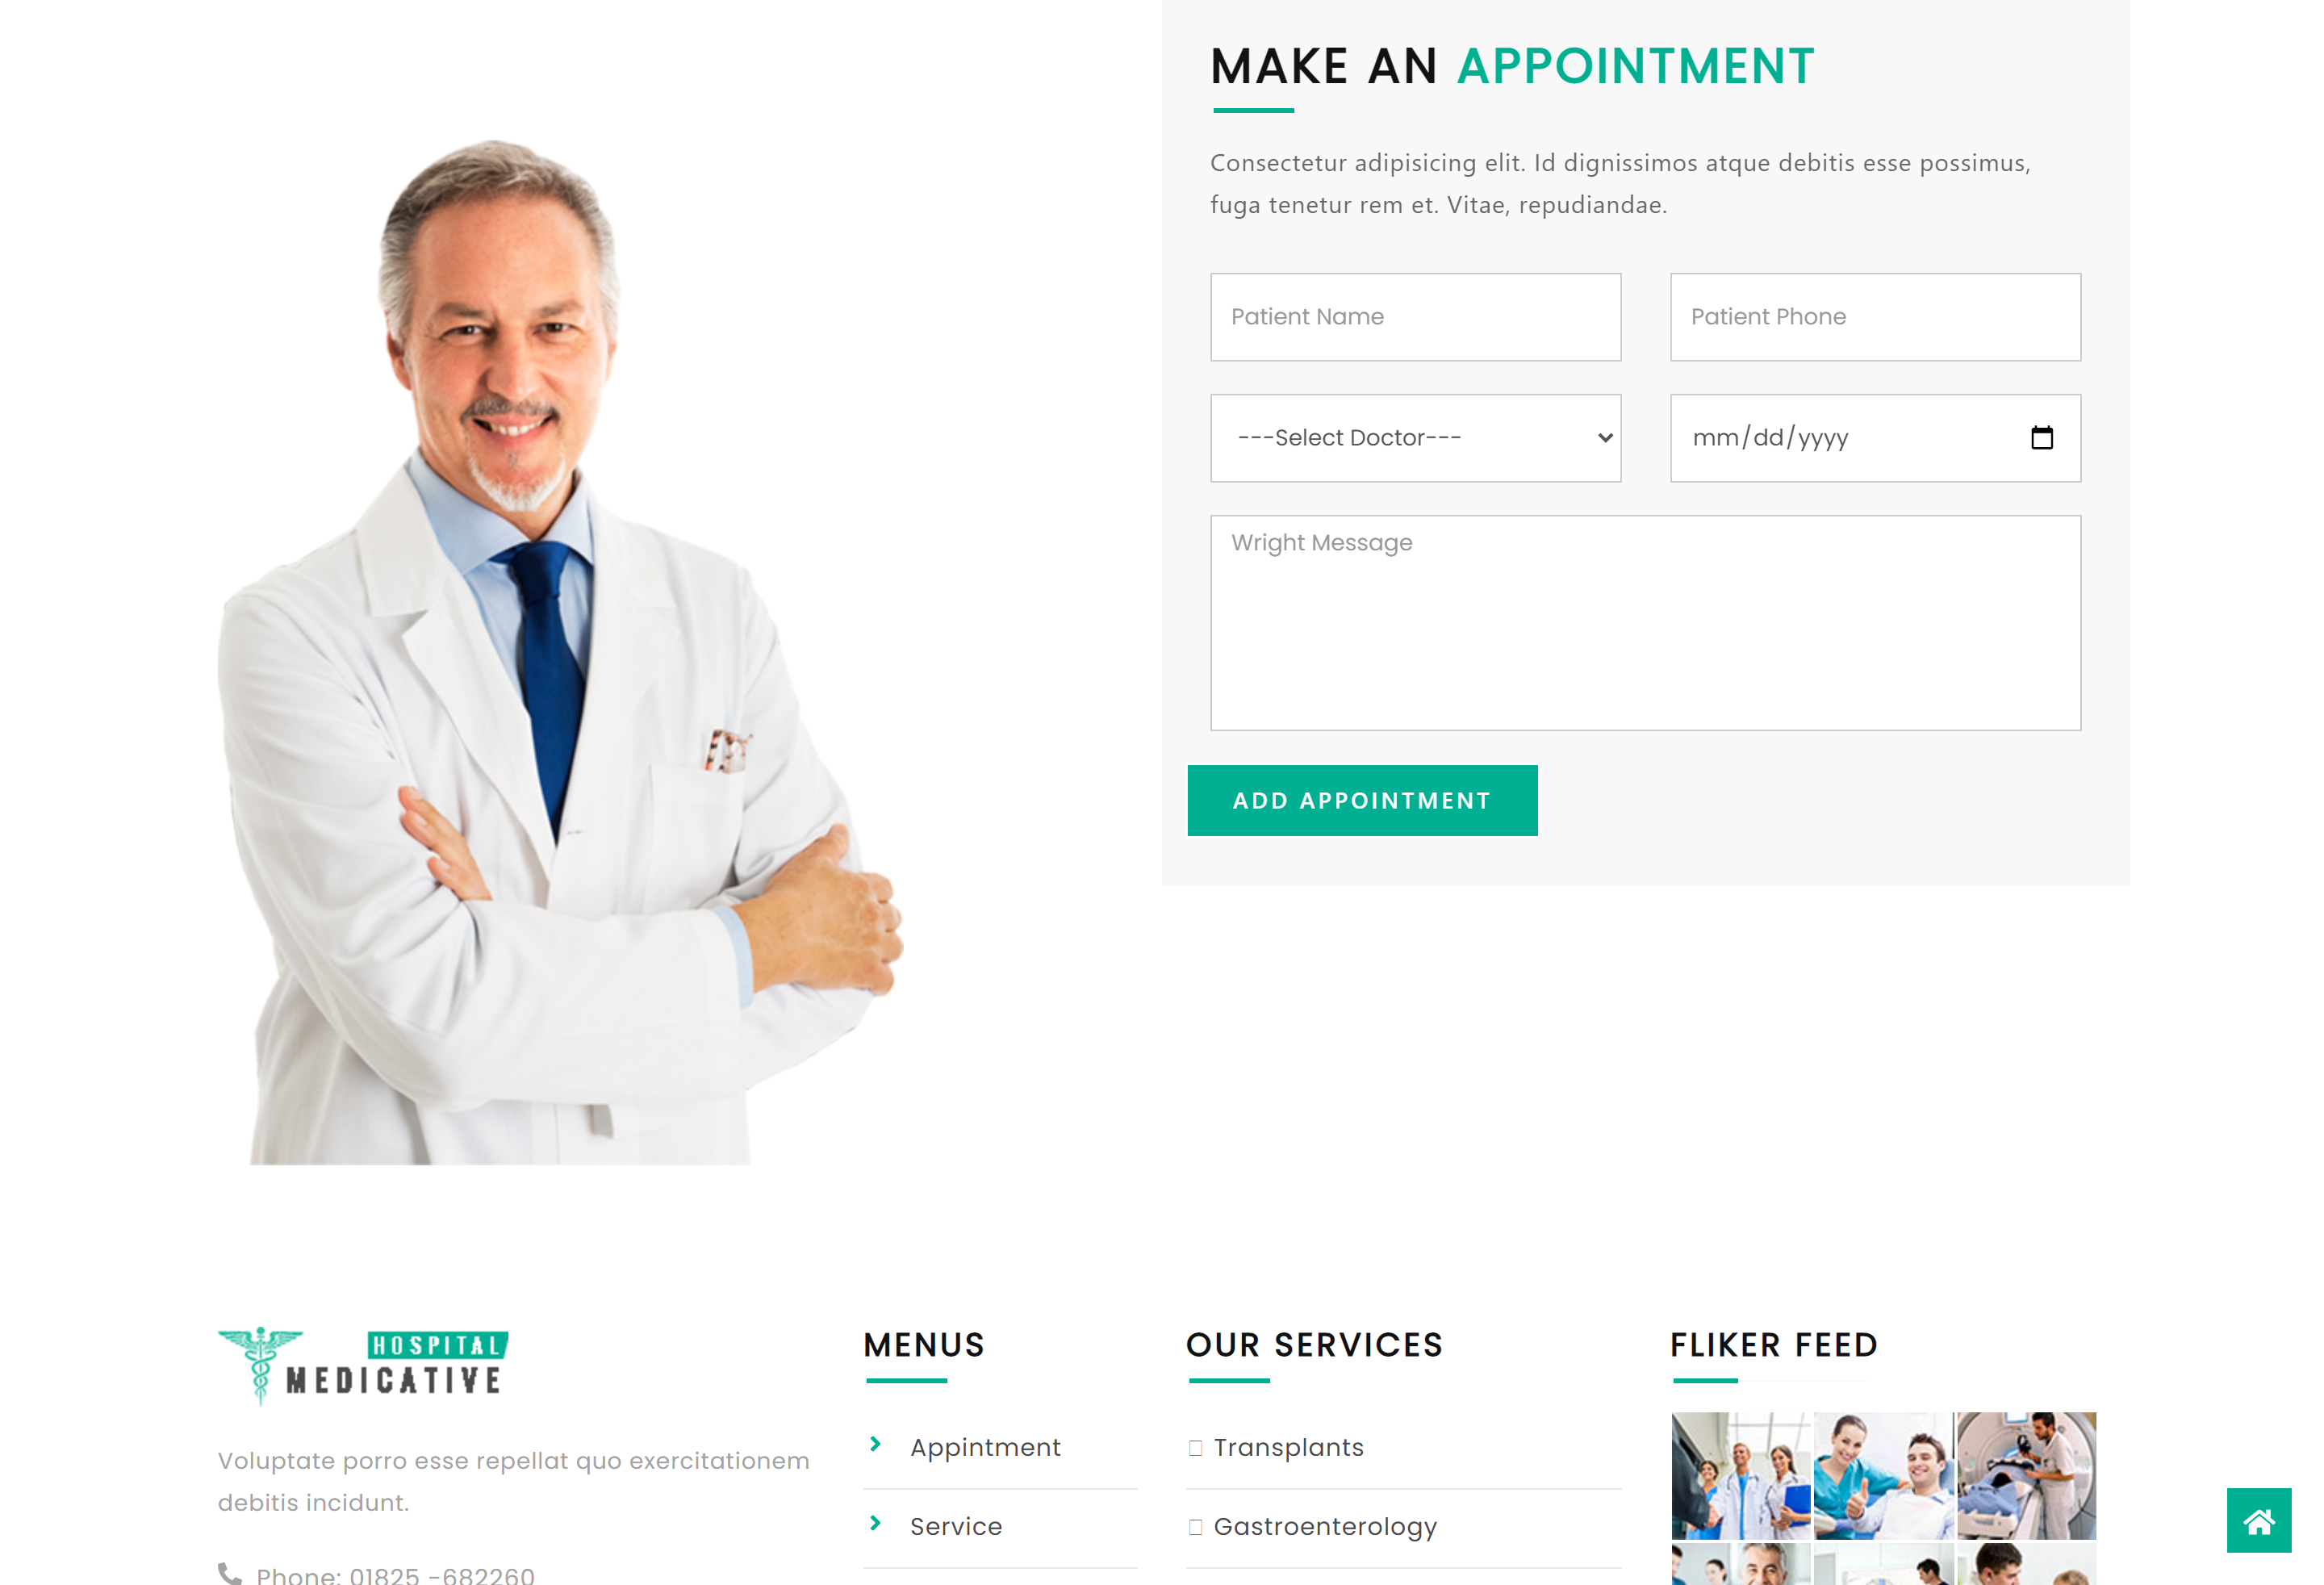 MAKE AN APPOINTMENT
Consectetur adipisicing elit. Id dignissimos atque debitis esse possimus,
fuga tenetur rem et. Vitae, repudiandae.
Patient Name
Patient Phone
---Select Doctor---
mm/dd/yyyy
Wright Message
ADD APPOINTMENT
HOSPITAL
MEDICATIVE
Voluptate porro esse repellat quo exercitationem
debitis incidunt.
Phone: 01825 -682260
MENUS
Appintment
Service
OUR SERVICES
Transplants
Gastroenterology
FLIKER FEED